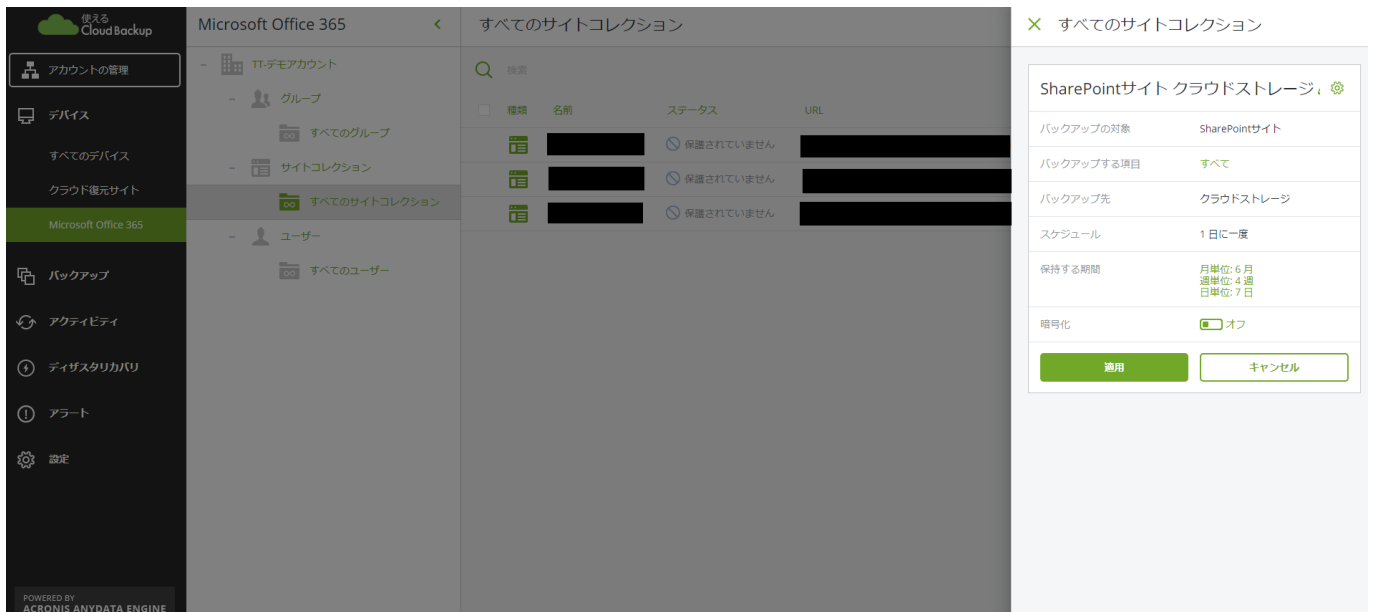 使える
Cloud Backup
アカウントの管理
デバイス
すべてのデバイス
クラウド復元サイト
Microsoft Office 365
バックアップ
アクティビティ
ディザスタリカバリ
アラート
設定
POWERED BY
ACRONIS ANYDATA ENGINE
Microsoft Office 365
TT-デモアカウント
グループ
すべてのグループ
サイトコレクション
すべてのサイトコレクション
ユーザー
すべてのユーザー
すべてのサイトコレクション
検索
種類 名前 ステータス URL
保護されていません
保護されていません
保護されていません
すべてのサイトコレクション
SharePointサイト クラウドストレージ
バックアップの対象 SharePointサイト
バックアップする項目 すべて
バックアップ先 クラウドストレージ
スケジュール 1 日に一度
保持する期間 月単位: 6 月
週単位: 4 週
日単位: 7 日
暗号化 オフ
適用 キャンセル